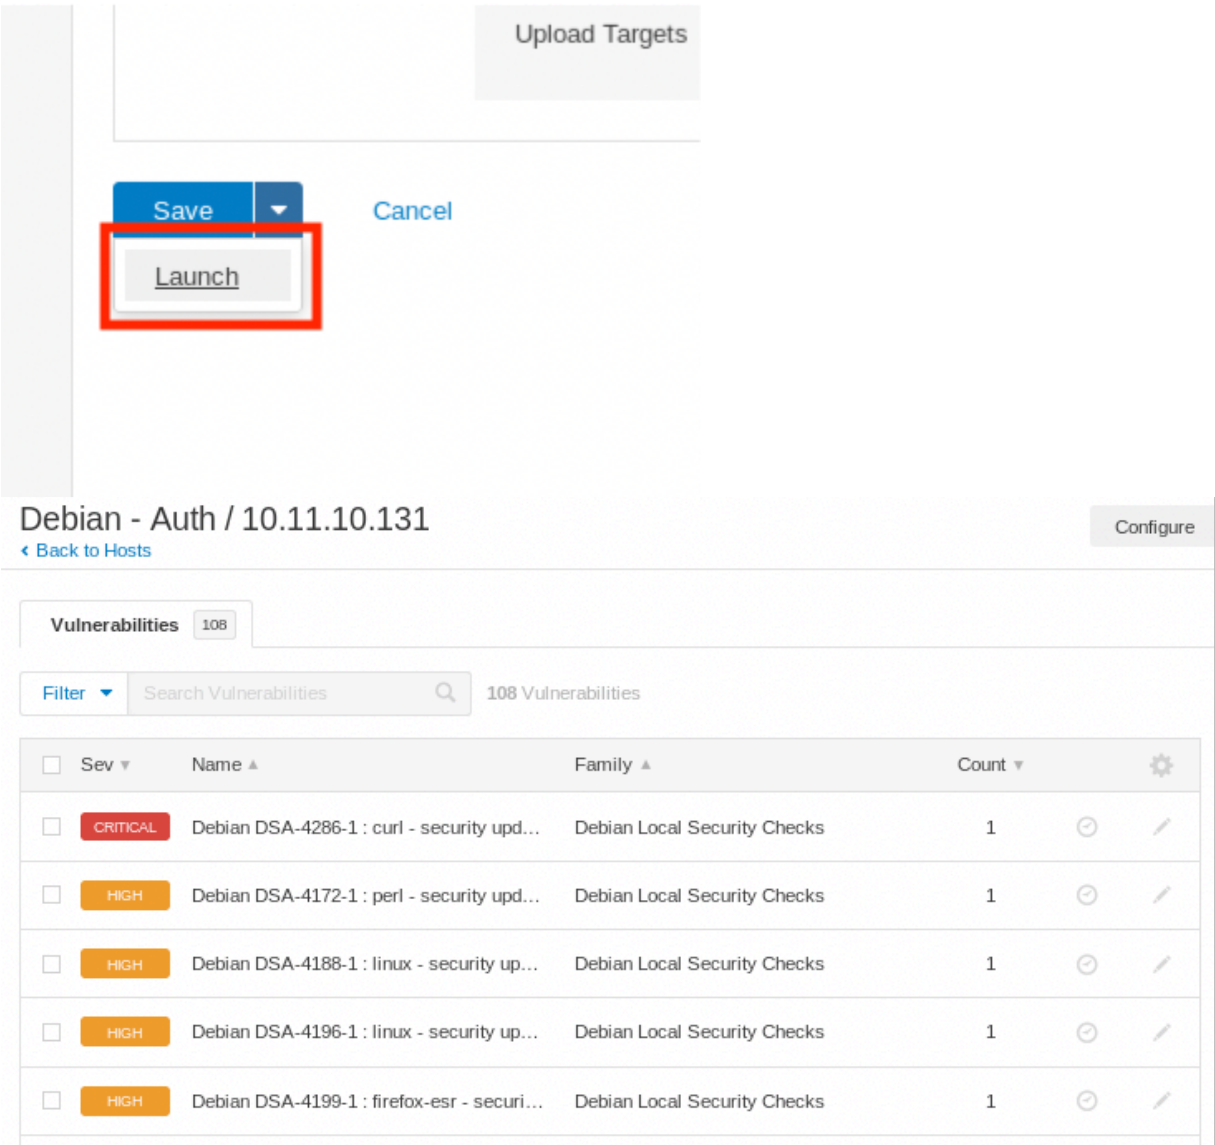 Upload Targets
Save Cancel
Launch
Debian - Auth / 10.11.10.131
Configure
Back to Hosts
Vulnerabilities 108
Filter Search Vulnerabilities 108 Vulnerabilities
Sev Name Family Count
CRITICAL Debian DSA-4286-1 : curl - security upd... Debian Local Security Checks 1
HIGH Debian DSA-4172-1 : perl - security upd... Debian Local Security Checks 1
HIGH Debian DSA-4188-1 : linux - security up... Debian Local Security Checks 1
HIGH Debian DSA-4196-1 : linux - security up... Debian Local Security Checks 1
HIGH Debian DSA-4199-1 : firefox-esr - securi... Debian Local Security Checks 1